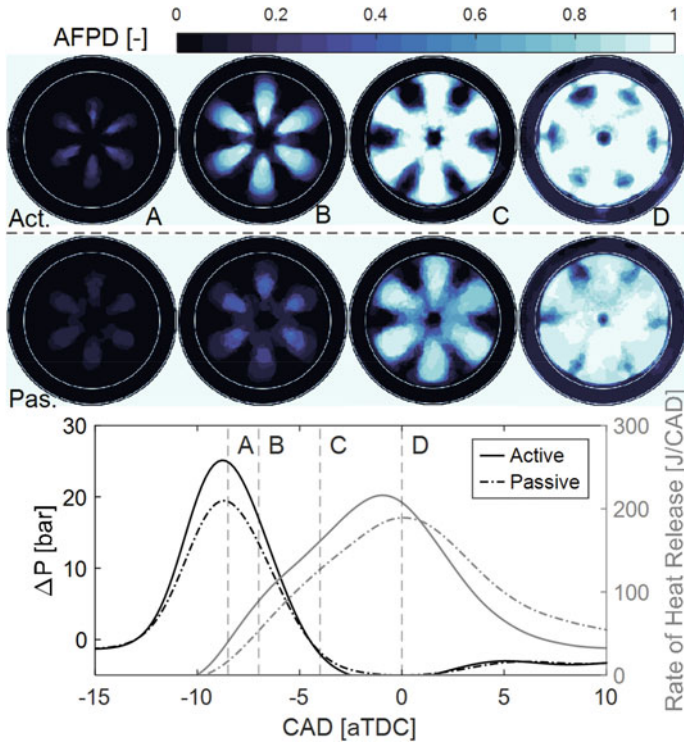 AFPD [-]
0 0.2 0.4 0.6 0.8 1
Act. A B C D
Pas.
30 20 10 0
ΔP [bar]
A B C D
Active
Passive
300 200 100 0
Rate of Heat Release [J/CAD]
-15 -10 -5 0 5 10
CAD [aTDC]